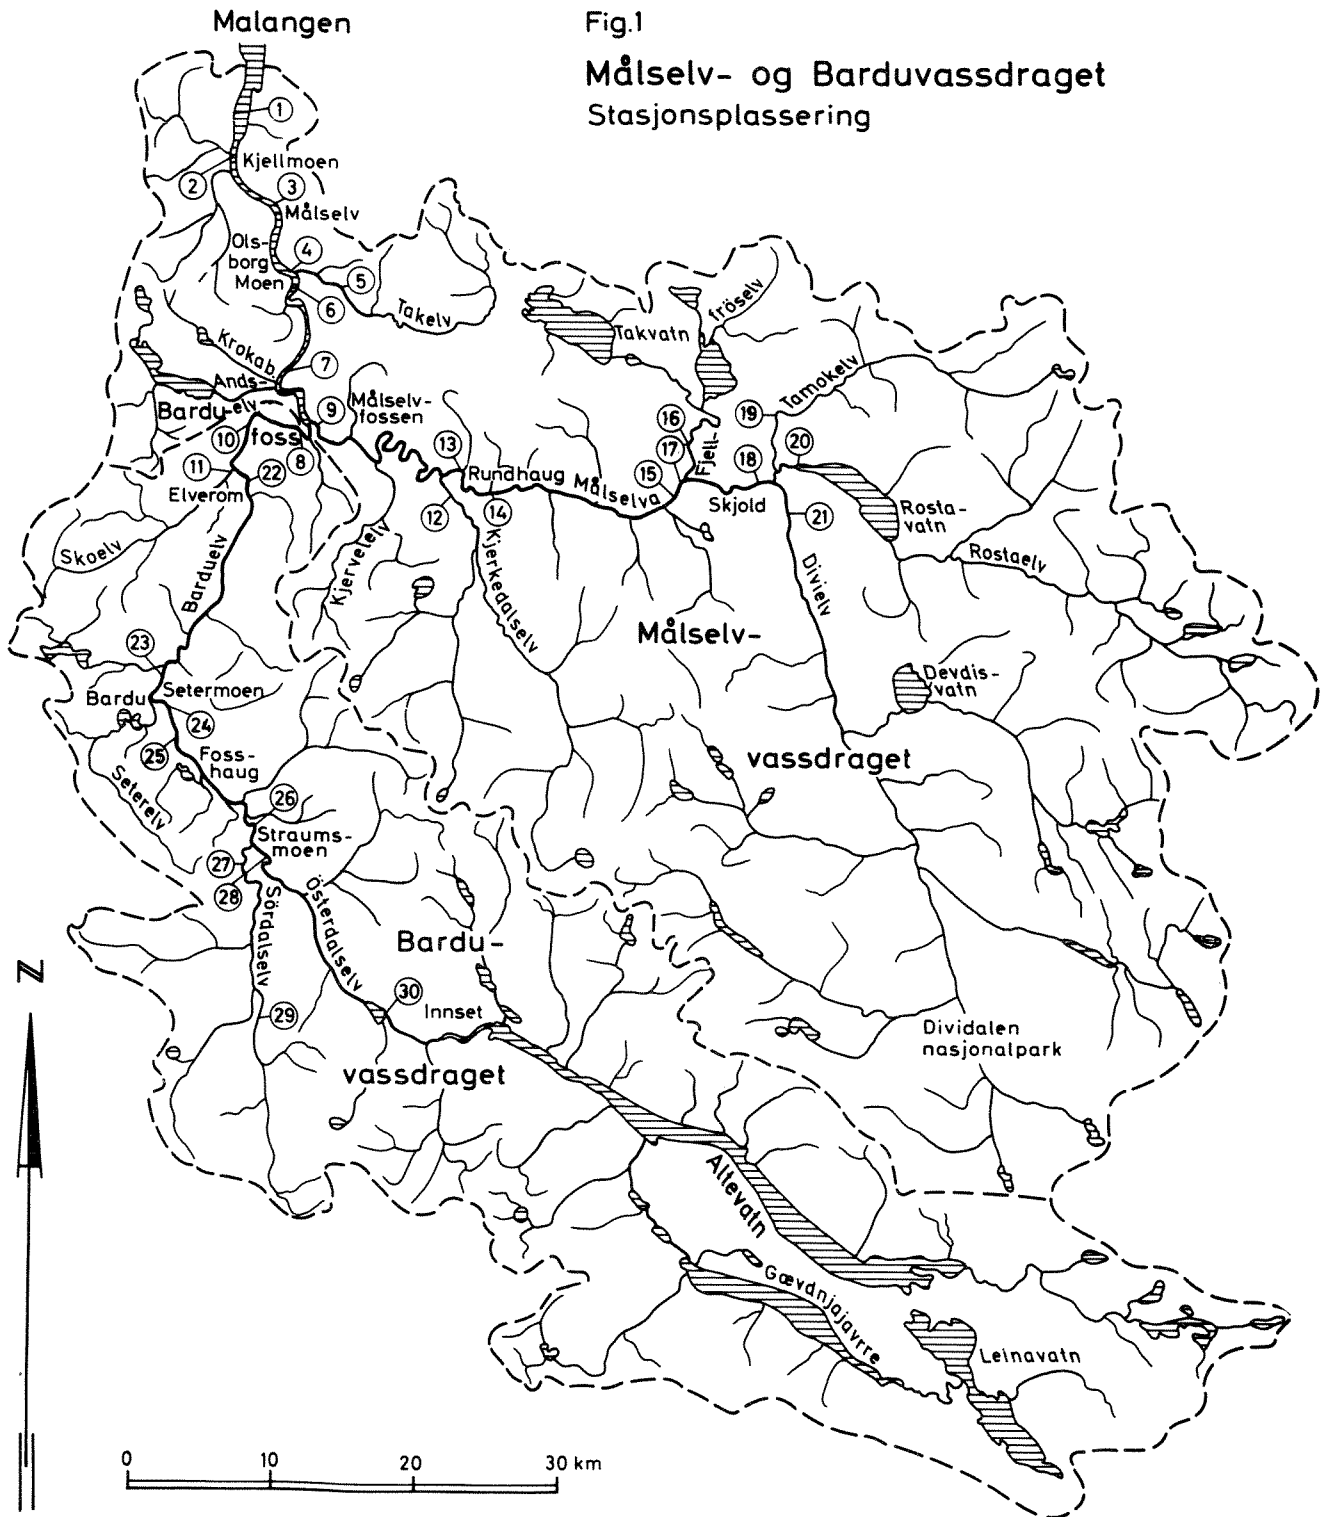 Malangen
Fig.1
Målselv- og Barduvassdraget
Stasjonsplassering
1
Kjellmoen
2
3
Målselv
Ols-
borg
Moen
4
5
6
Takelv
Takvatn
fröselv
Krokab.
7
Ands-
elv
Bardu-
foss
9
Målselv-
fossen
10
8
11
22
Elverom
13
Rundhaug
Målselva
12
14
15
16
17
Fjell-
18
19
Tamokelv
20
Skjold
21
Rosta-
vatn
Rostaelv
Skoelv
Barduelv
Kjervelelv
Kjerkedalselv
Divielv
Målselv-
vassdraget
Devdis-
vatn
23
Bardu
Setermoen
24
25
Foss-
haug
Seterelv
26
Straums-
moen
27
28
Sördalselv
Österdalselv
Bardu-
vassdraget
30
Innset
29
Dividalen
nasjonalpark
Altevatn
Gævdnjajavrre
Leinavatn
N
0 10 20 30 km